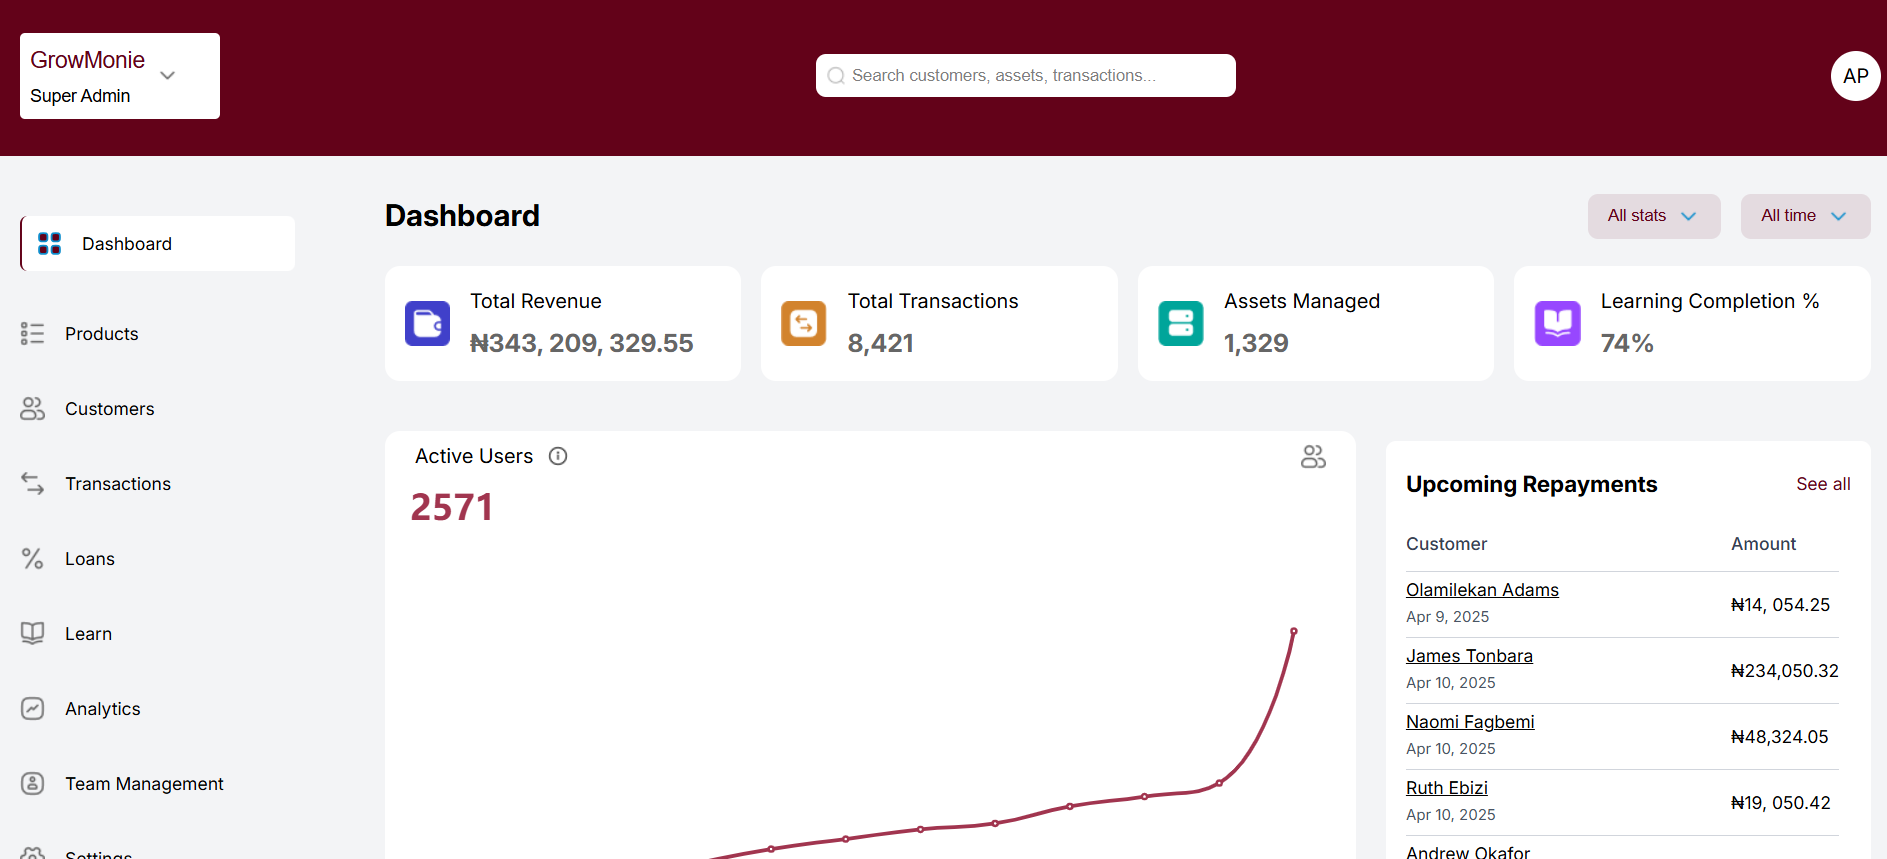 GrowMonie
Super Admin
Search customers, assets, transactions...
AP
Dashboard
Products
Customers
Transactions
Loans
Learn
Analytics
Team Management
Settings
Dashboard
All stats
All time
Total Revenue
₦343, 209, 329.55
Total Transactions
8,421
Assets Managed
1,329
Learning Completion %
74%
Active Users
2571
Upcoming Repayments
See all
Customer Amount
Olamilekan Adams
Apr 9, 2025
₦14, 054.25
James Tonbara
Apr 10, 2025
₦234,050.32
Naomi Fagbemi
Apr 10, 2025
₦48,324.05
Ruth Ebizi
Apr 10, 2025
₦19, 050.42
Andrew Okafor